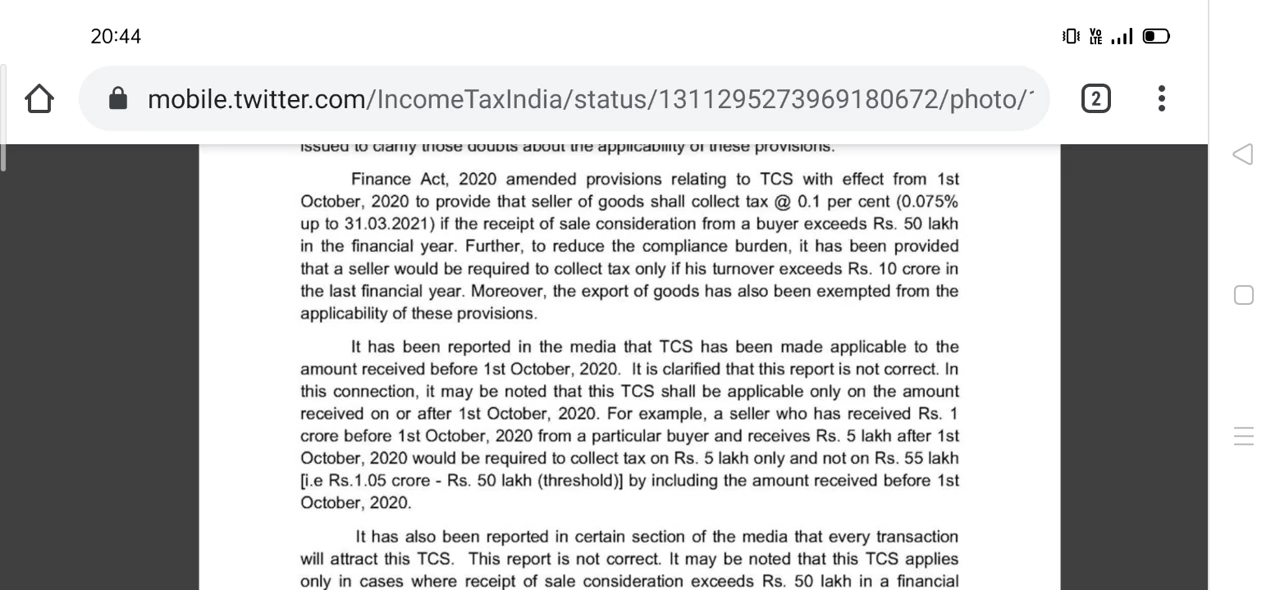 20:44
Vo LTE
mobile.twitter.com/IncomeTaxIndia/status/1311295273969180672/photo/
2
issued to clarify those doubts about the applicability of these provisions.
Finance Act, 2020 amended provisions relating to TCS with effect from 1st
October, 2020 to provide that seller of goods shall collect tax @ 0.1 per cent (0.075%
up to 31.03.2021) if the receipt of sale consideration from a buyer exceeds Rs. 50 lakh
in the financial year. Further, to reduce the compliance burden, it has been provided
that a seller would be required to collect tax only if his turnover exceeds Rs. 10 crore in
the last financial year. Moreover, the export of goods has also been exempted from the
applicability of these provisions.
It has been reported in the media that TCS has been made applicable to the
amount received before 1st October, 2020. It is clarified that this report is not correct. In
this connection, it may be noted that this TCS shall be applicable only on the amount
received on or after 1st October, 2020. For example, a seller who has received Rs. 1
crore before 1st October, 2020 from a particular buyer and receives Rs. 5 lakh after 1st
October, 2020 would be required to collect tax on Rs. 5 lakh only and not on Rs. 55 lakh
[i.e Rs.1.05 crore - Rs. 50 lakh (threshold)] by including the amount received before 1st
October, 2020.
It has also been reported in certain section of the media that every transaction
will attract this TCS. This report is not correct. It may be noted that this TCS applies
only in cases where receipt of sale consideration exceeds Rs. 50 lakh in a financial